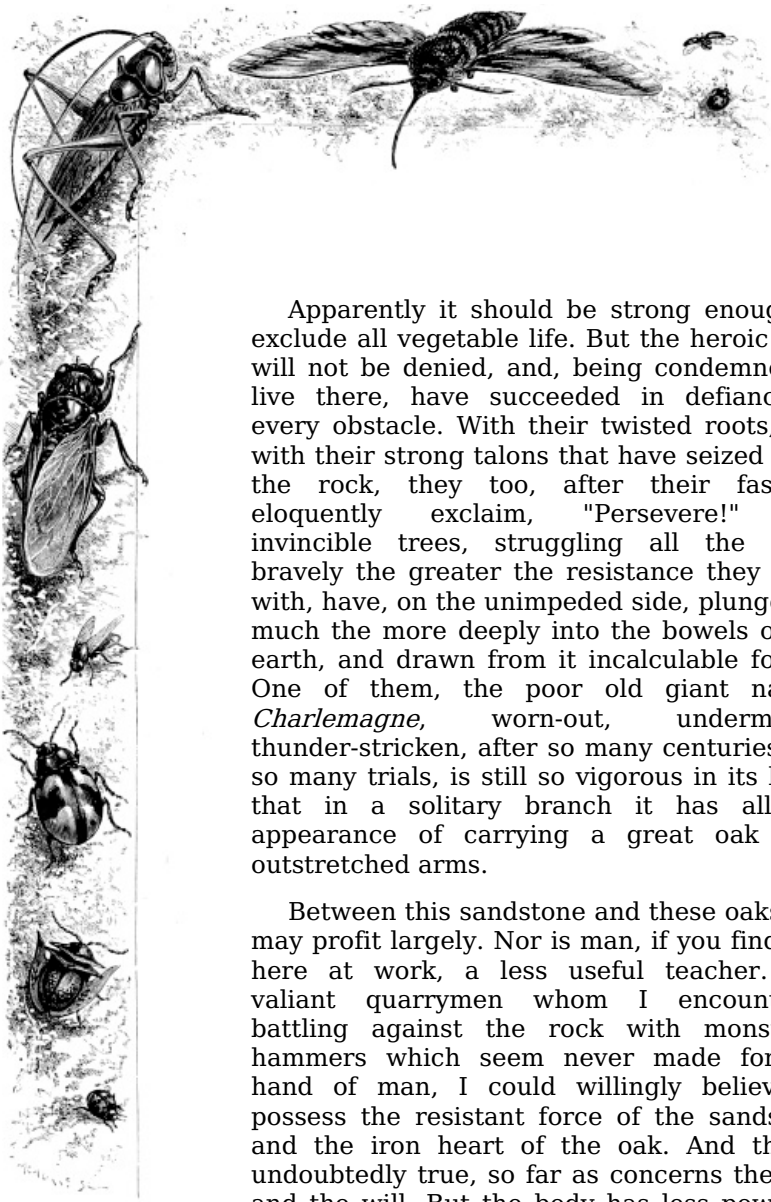 Apparently it should be strong enoug
exclude all vegetable life. But the heroic
will not be denied, and, being condemne
live there, have succeeded in defianc
every obstacle. With their twisted roots,
with their strong talons that have seized
the rock, they too, after their fas
eloquently exclaim, "Persevere!"
invincible trees, struggling all the
bravely the greater the resistance they
with, have, on the unimpeded side, plunge
much the more deeply into the bowels o
earth, and drawn from it incalculable fo
One of them, the poor old giant na
Charlemagne, worn-out, underm
thunder-stricken, after so many centuries
so many trials, is still so vigorous in its
that in a solitary branch it has all
appearance of carrying a great oak
outstretched arms.
Between this sandstone and these oaks
may profit largely. Nor is man, if you find
here at work, a less useful teacher.
valiant quarrymen whom I encount
battling against the rock with mons
hammers which seem never made for
hand of man, I could willingly believ
possess the resistant force of the sands
and the iron heart of the oak. And th
undoubtedly true, so far as concerns the
and the will. But the body has less pow